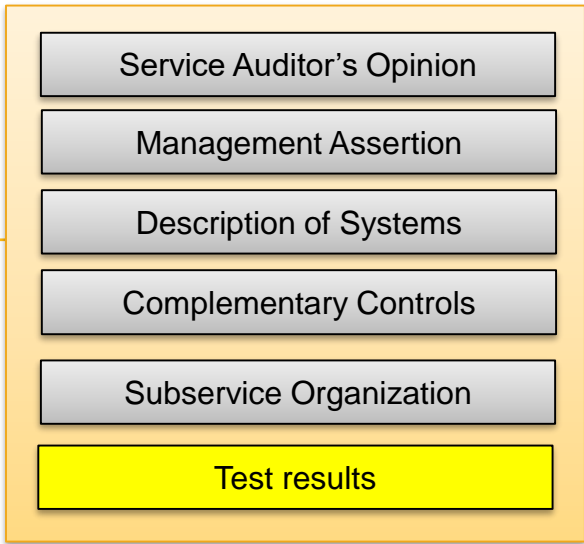 Service Auditor’s Opinion
Management Assertion
Description of Systems
Complementary Controls
Subservice Organization
Test results